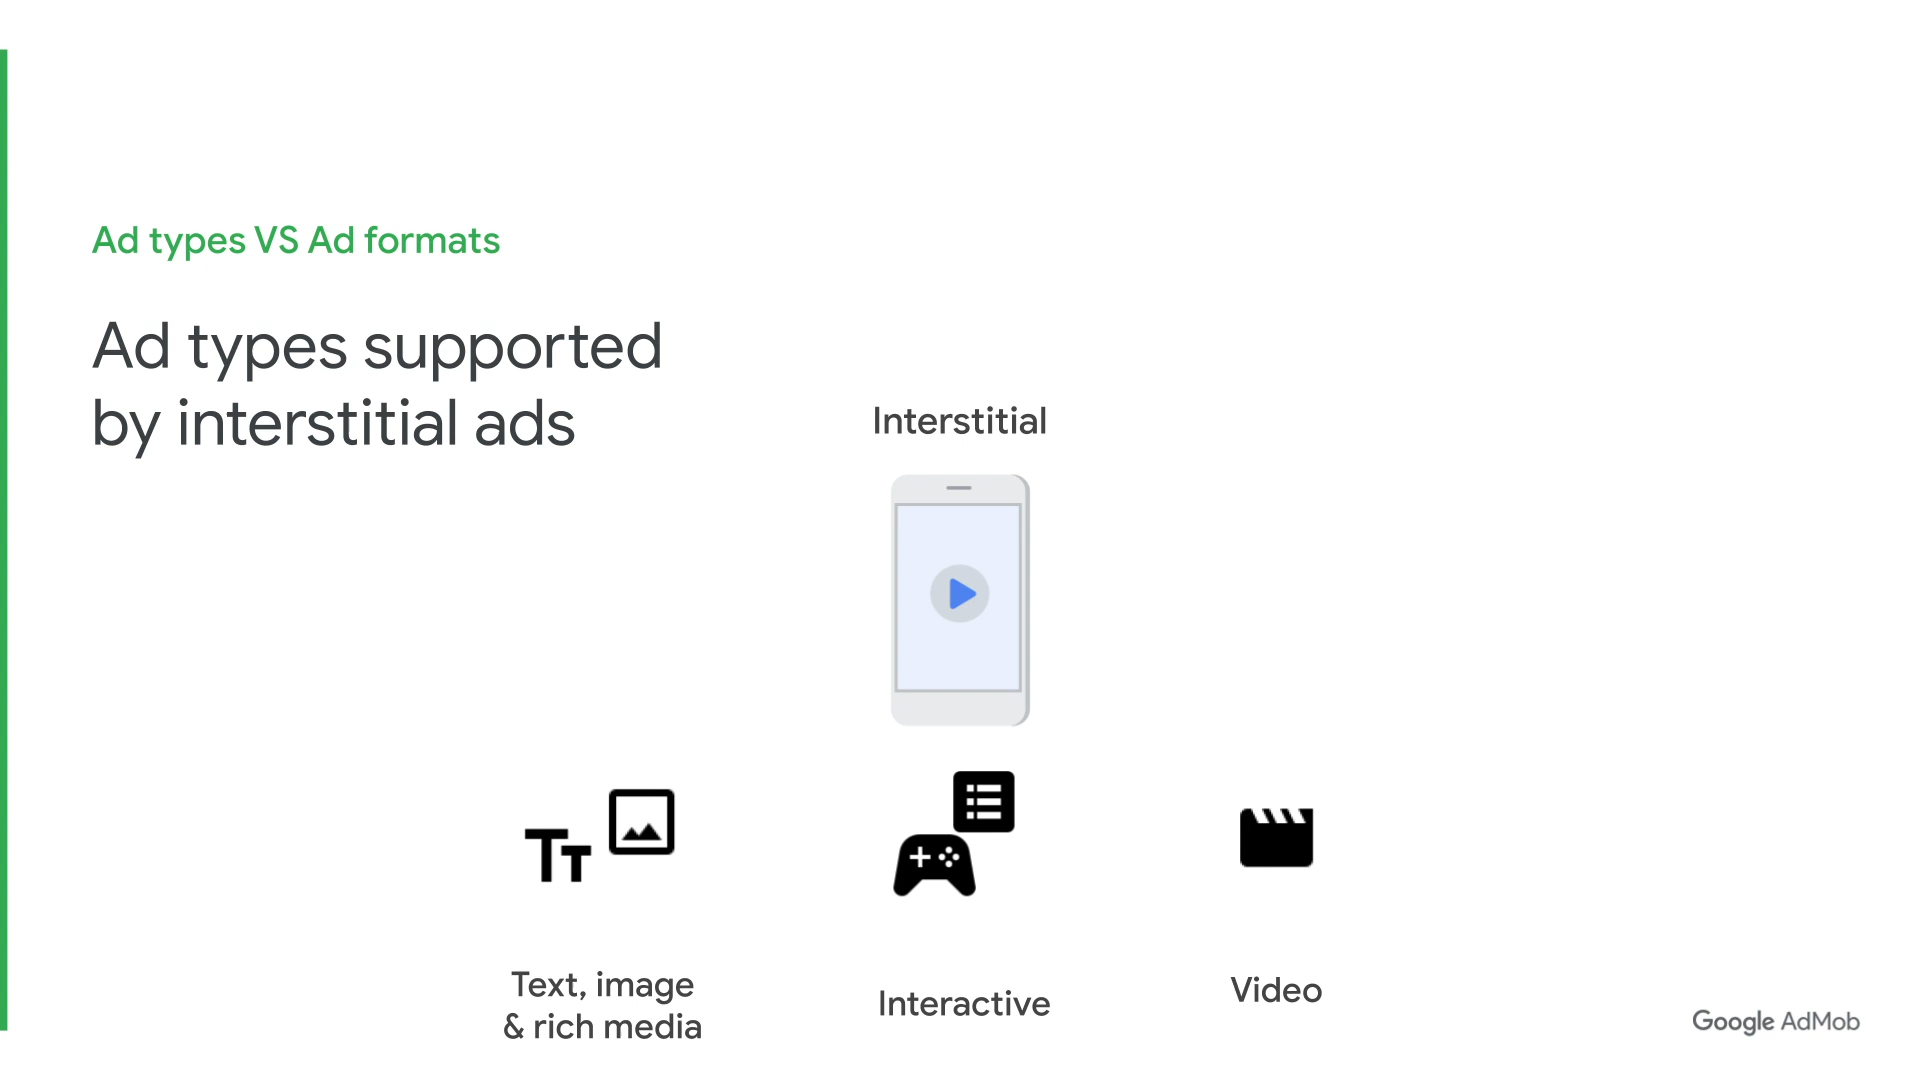 Ad types VS Ad formats
Ad types supported
by interstitial ads
Interstitial
Text, image
& rich media
Interactive
Video
Google AdMob